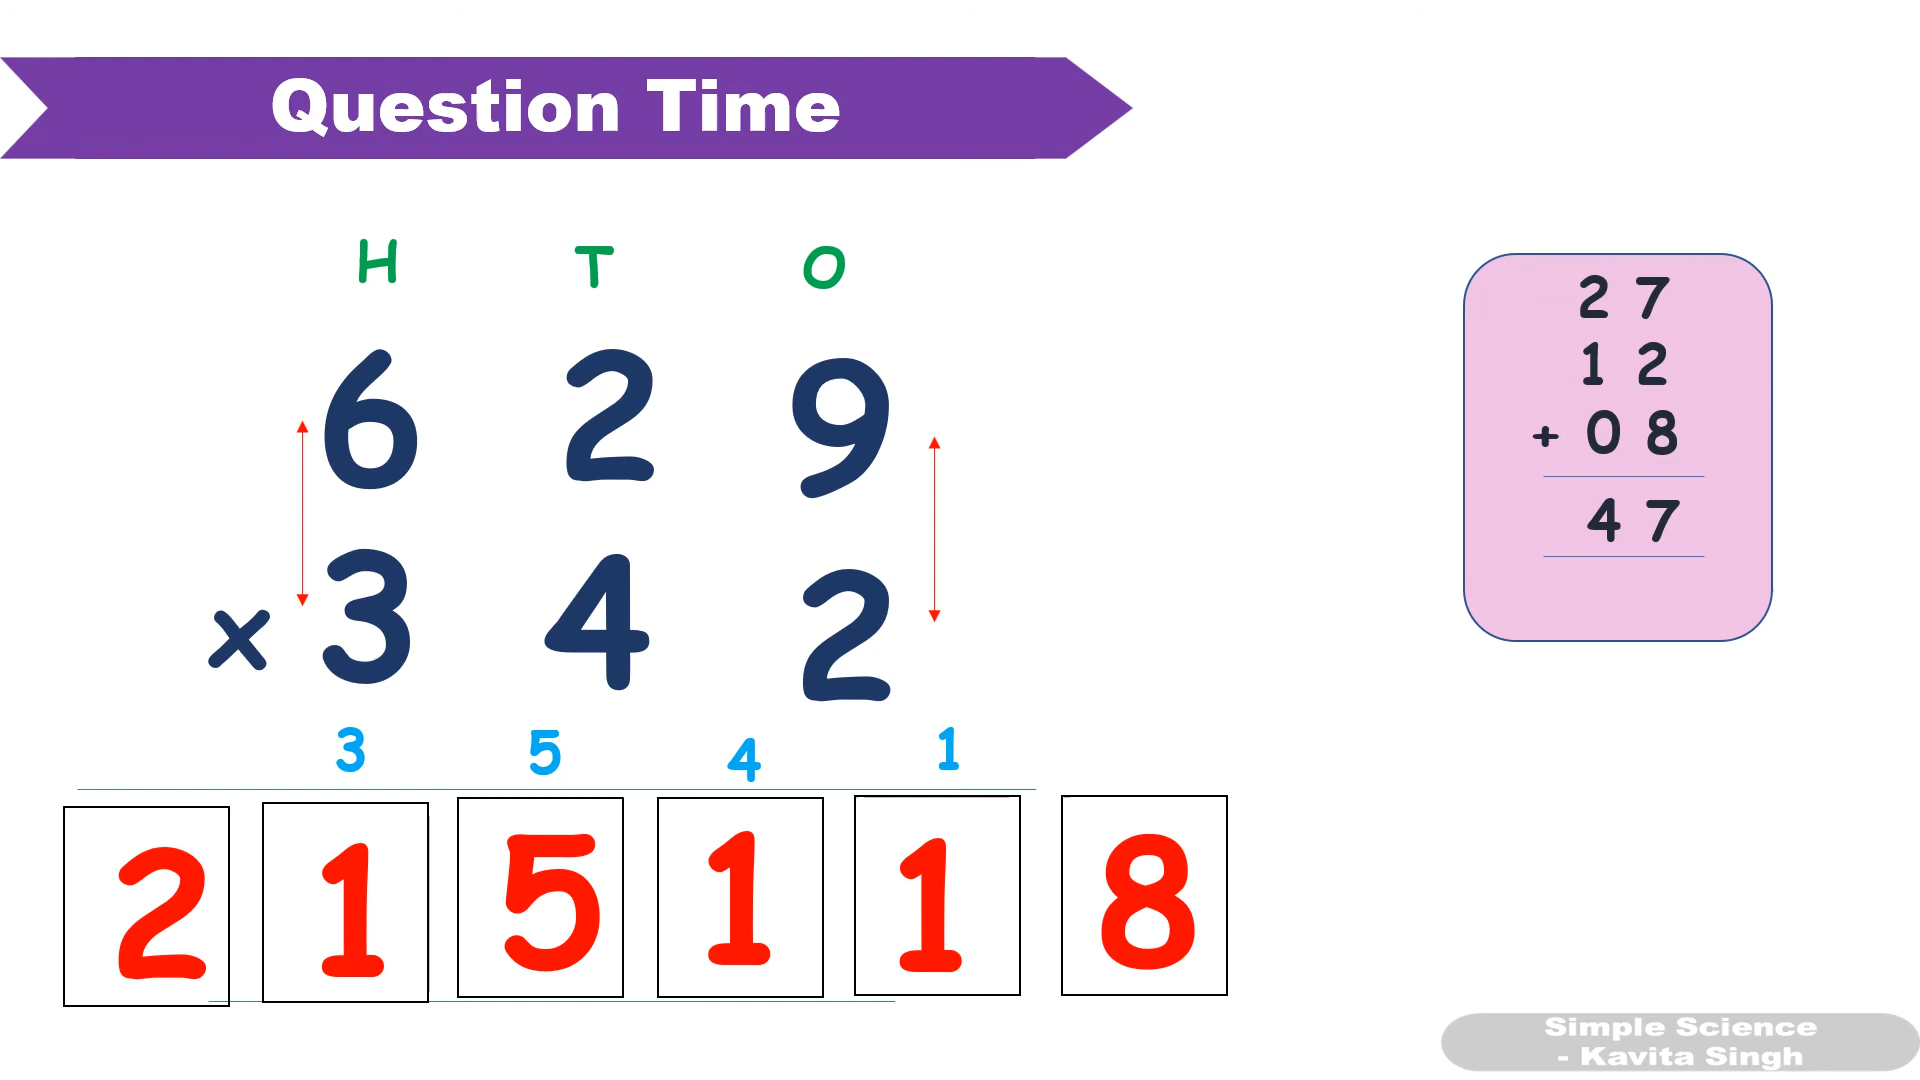 Question Time
H T O
6 2 9
x 3 4 2
3 5 4 1
2 1 5 1 1 8
2 7
1 2
+ 0 8
4 7
Simple Science
- Kavita Singh